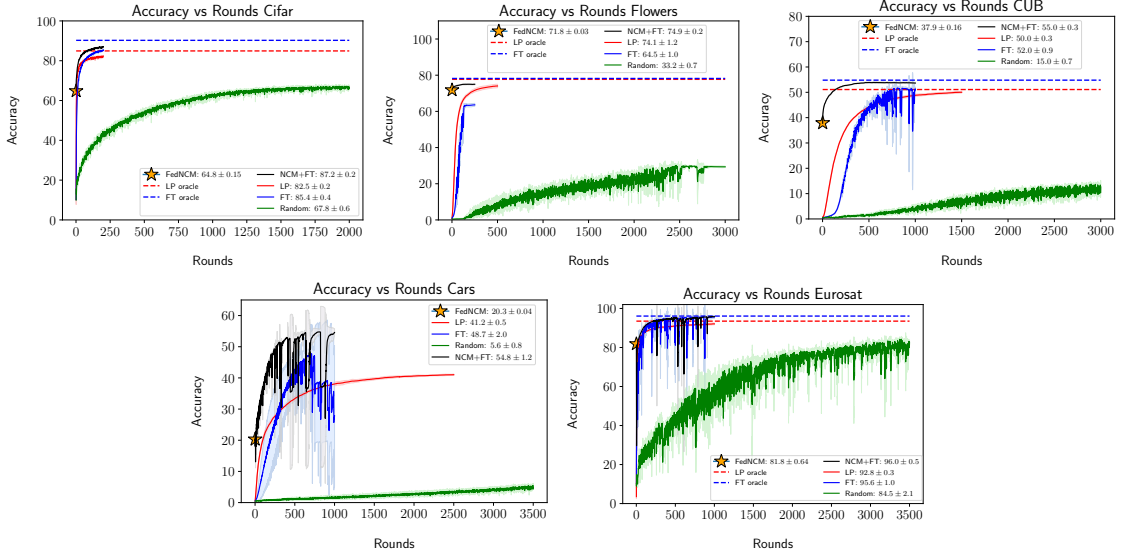 Accuracy vs Rounds Cifar
Accuracy
100
80
60
40
20
0
0 250 500 750 1000 1250 1500 1750 2000
Rounds
FedNCM: 64.8 ± 0.15
LP oracle
FT oracle
NCM+FT: 87.2 ± 0.2
LP: 82.5 ± 0.2
FT: 85.4 ± 0.4
Random: 67.8 ± 0.6
Accuracy vs Rounds Flowers
Accuracy
100
80
60
40
20
0
0 500 1000 1500 2000 2500 3000
Rounds
FedNCM: 71.8 ± 0.03
LP oracle
FT oracle
NCM+FT: 74.9 ± 0.2
LP: 74.1 ± 1.2
FT: 64.5 ± 1.0
Random: 33.2 ± 0.7
Accuracy vs Rounds CUB
Accuracy
80
70
60
50
40
30
20
10
0
0 500 1000 1500 2000 2500 3000
Rounds
FedNCM: 37.9 ± 0.16
LP oracle
FT oracle
NCM+FT: 55.0 ± 0.3
LP: 50.0 ± 0.3
FT: 52.0 ± 0.9
Random: 15.0 ± 0.7
Accuracy vs Rounds Cars
Accuracy
60
50
40
30
20
10
0
0 500 1000 1500 2000 2500 3000 3500
Rounds
FedNCM: 20.3 ± 0.04
LP: 41.2 ± 0.5
FT: 48.7 ± 2.0
Random: 5.6 ± 0.8
NCM+FT: 54.8 ± 1.2
Accuracy vs Rounds Eurosat
Accuracy
100
80
60
40
20
0
0 500 1000 1500 2000 2500 3000 3500
Rounds
FedNCM: 81.8 ± 0.64
LP oracle
FT oracle
NCM+FT: 96.0 ± 0.5
LP: 92.8 ± 0.3
FT: 95.6 ± 1.0
Random: 84.5 ± 2.1